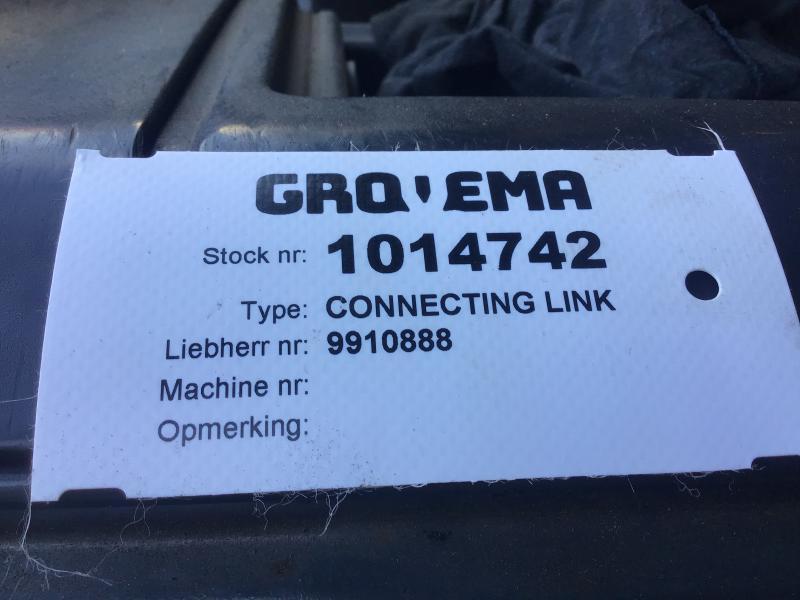 GRO'EMA
Stock nr: 1014742
Type: CONNECTING LINK
Liebherr nr: 9910888
Machine nr:
Opmerking: